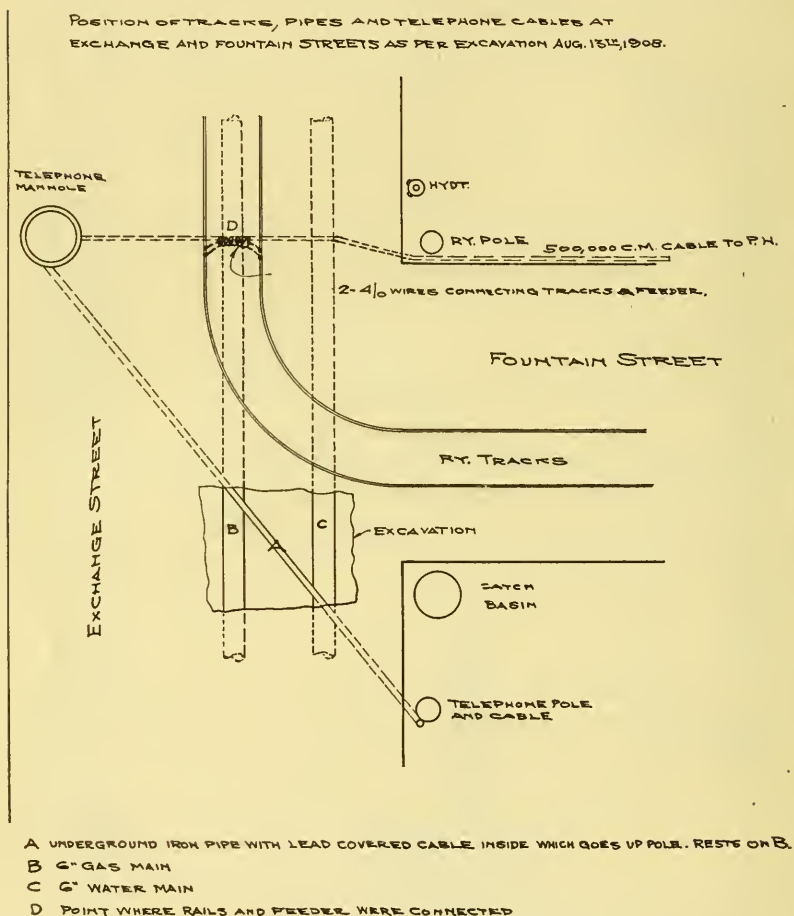 POSITION OF TRACKS, PIPES AND TELEPHONE CABLES AT
EXCHANGE AND FOUNTAIN STREETS AS PER EXCAVATION AUG. 13TH, 1908.
TELEPHONE
MANHOLE
D
HYDT.
RY. POLE
500,000 C.M. CABLE TO P.H.
2-4/0 WIRES CONNECTING TRACKS & FEEDER.
FOUNTAIN STREET
RY. TRACKS
EXCHANGE STREET
B
A
C
EXCAVATION
CATCH
BASIN
TELEPHONE POLE
AND CABLE
A UNDERGROUND IRON PIPE WITH LEAD COVERED CABLE INSIDE WHICH GOES UP POLE. RESTS ON B.
B 6" GAS MAIN
C 6" WATER MAIN
D POINT WHERE RAILS AND FEEDER WERE CONNECTED